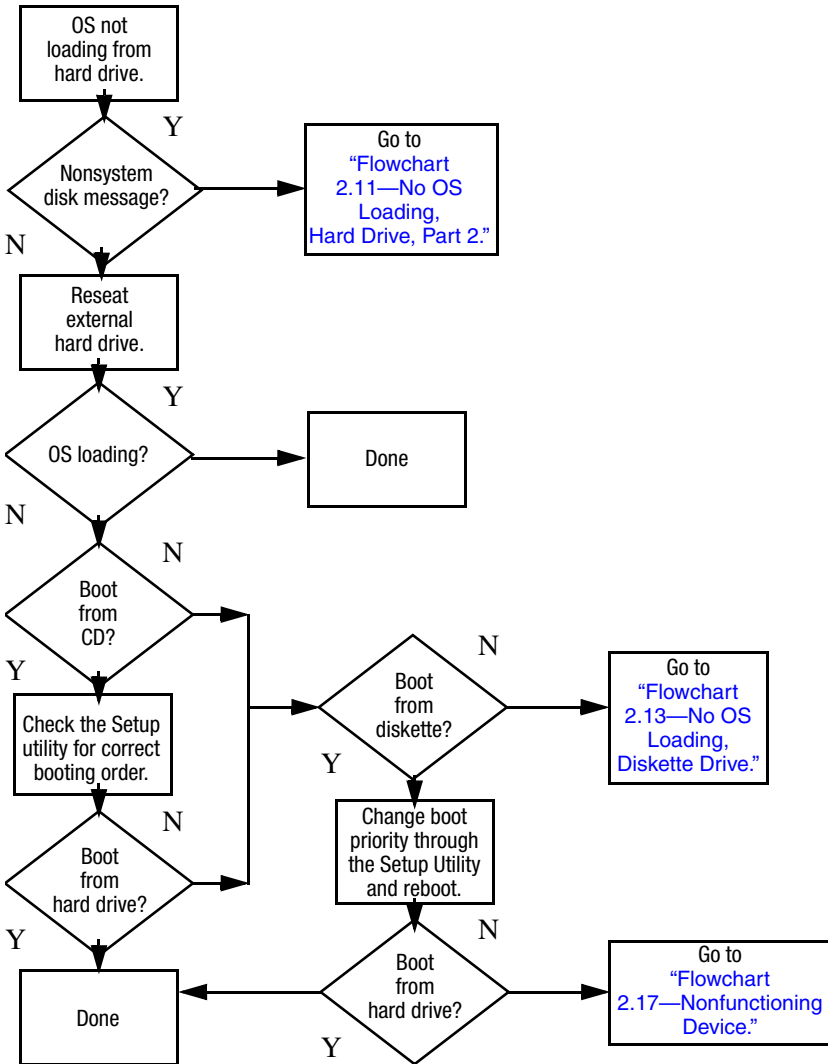 OS not
loading from
hard drive.
Y
Nonsystem
disk message?
Go to
“Flowchart
2.11—No OS
Loading,
Hard Drive, Part 2.”
N
Reseat
external
hard drive.
Y
OS loading?
Done
N
N
Boot
from
CD?
Y
Check the Setup
utility for correct
booting order.
N
Boot
from
hard drive?
Y
Done
Boot
from
diskette?
N
Go to
“Flowchart
2.13—No OS
Loading,
Diskette Drive.”
Y
Change boot
priority through
the Setup Utility
and reboot.
N
Boot
from
hard drive?
Y
Go to
“Flowchart
2.17—Nonfunctioning
Device.”